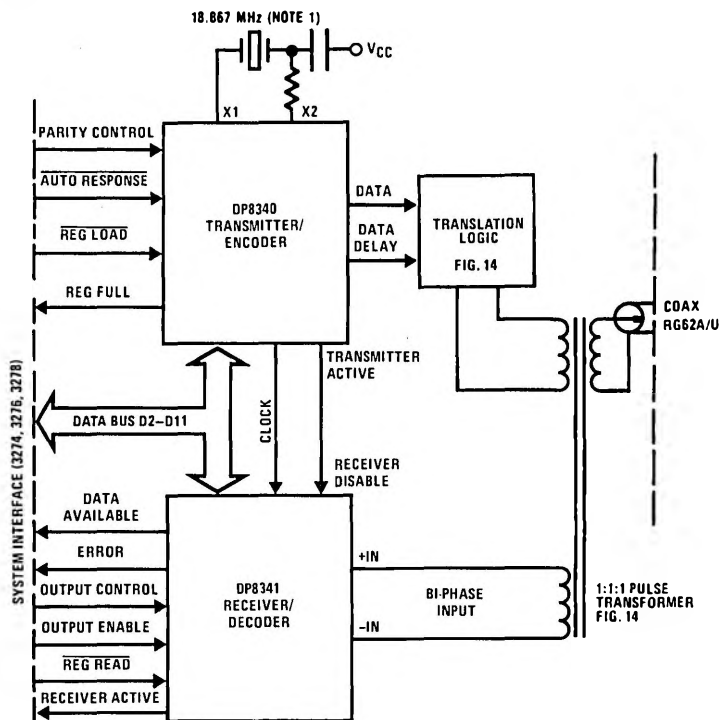 18.867 MHz (NOTE 1)
VCC
X1
X2
PARITY CONTROL
AUTO RESPONSE
REG LOAD
REG FULL
DP8340
TRANSMITTER/
ENCODER
DATA
DATA
DELAY
TRANSLATION
LOGIC
FIG. 14
COAX
RG62A/U
TRANSMITTER
ACTIVE
SYSTEM INTERFACE (3274, 3276, 3278)
DATA BUS D2–D11
CLOCK
RECEIVER
DISABLE
DATA
AVAILABLE
ERROR
OUTPUT CONTROL
OUTPUT ENABLE
REG READ
RECEIVER ACTIVE
DP8341
RECEIVER/
DECODER
+IN
BI-PHASE
INPUT
–IN
1:1:1 PULSE
TRANSFORMER
FIG. 14